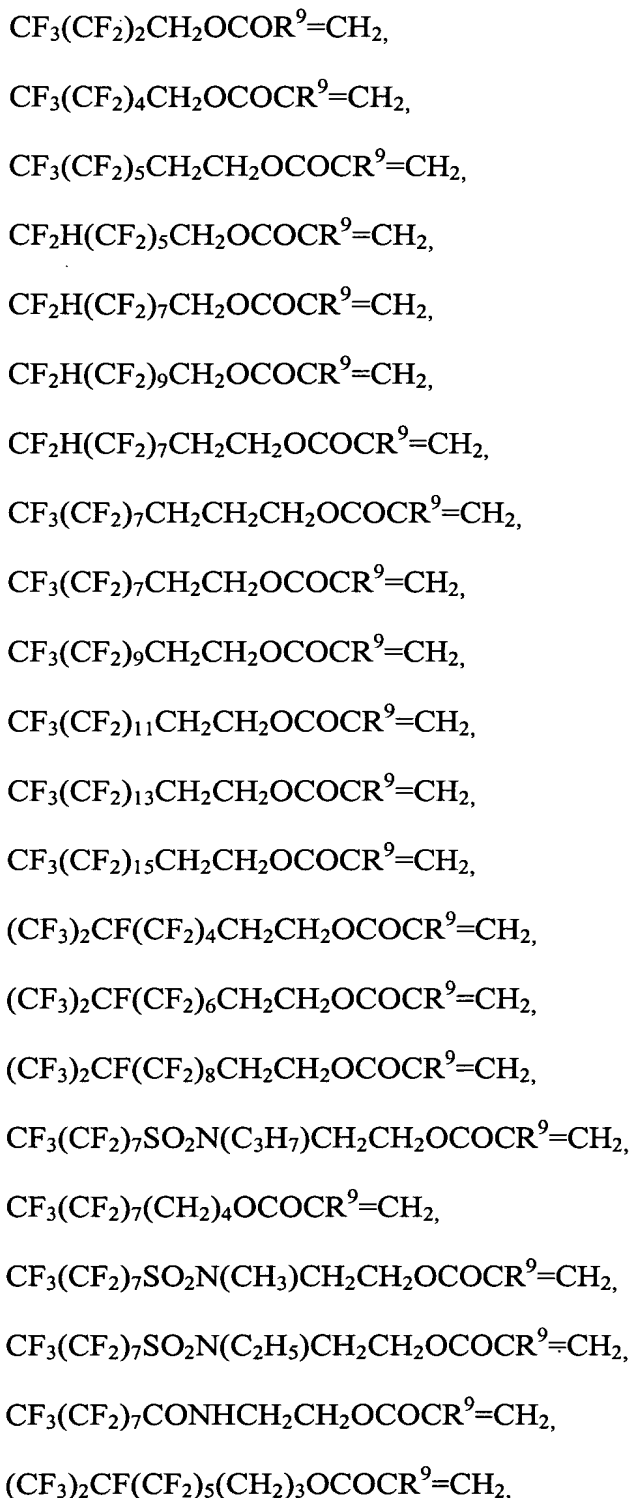 CF₃(CF₂)₂CH₂OCOR⁹=CH₂,
CF₃(CF₂)₄CH₂OCOCR⁹=CH₂,
CF₃(CF₂)₅CH₂CH₂OCOCR⁹=CH₂,
CF₂H(CF₂)₅CH₂OCOCR⁹=CH₂,
CF₂H(CF₂)₇CH₂OCOCR⁹=CH₂,
CF₂H(CF₂)₉CH₂OCOCR⁹=CH₂,
CF₂H(CF₂)₇CH₂CH₂OCOCR⁹=CH₂,
CF₃(CF₂)₇CH₂CH₂CH₂OCOCR⁹=CH₂,
CF₃(CF₂)₇CH₂CH₂OCOCR⁹=CH₂,
CF₃(CF₂)₉CH₂CH₂OCOCR⁹=CH₂,
CF₃(CF₂)₁₁CH₂CH₂OCOCR⁹=CH₂,
CF₃(CF₂)₁₃CH₂CH₂OCOCR⁹=CH₂,
CF₃(CF₂)₁₅CH₂CH₂OCOCR⁹=CH₂,
(CF₃)₂CF(CF₂)₄CH₂CH₂OCOCR⁹=CH₂,
(CF₃)₂CF(CF₂)₆CH₂CH₂OCOCR⁹=CH₂,
(CF₃)₂CF(CF₂)₈CH₂CH₂OCOCR⁹=CH₂,
CF₃(CF₂)₇SO₂N(C₃H₇)CH₂CH₂OCOCR⁹=CH₂,
CF₃(CF₂)₇(CH₂)₄OCOCR⁹=CH₂,
CF₃(CF₂)₇SO₂N(CH₃)CH₂CH₂OCOCR⁹=CH₂,
CF₃(CF₂)₇SO₂N(C₂H₅)CH₂CH₂OCOCR⁹=CH₂,
CF₃(CF₂)₇CONHCH₂CH₂OCOCR⁹=CH₂,
(CF₃)₂CF(CF₂)₅(CH₂)₃OCOCR⁹=CH₂,